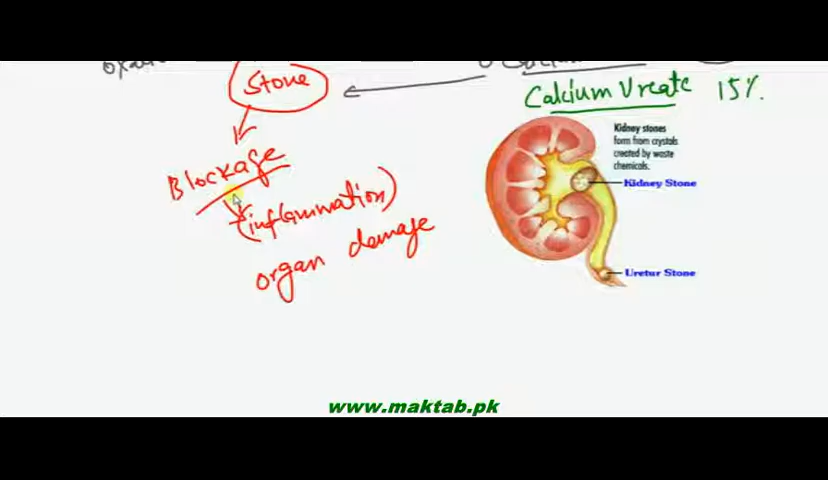 Stone
Calcium Ureate 15%.
Blockage
(inflammation)
organ damage
Kidney stones
form from crystals
created by waste
chemicals.
Kidney Stone
Uretur Stone
www.maktab.pk